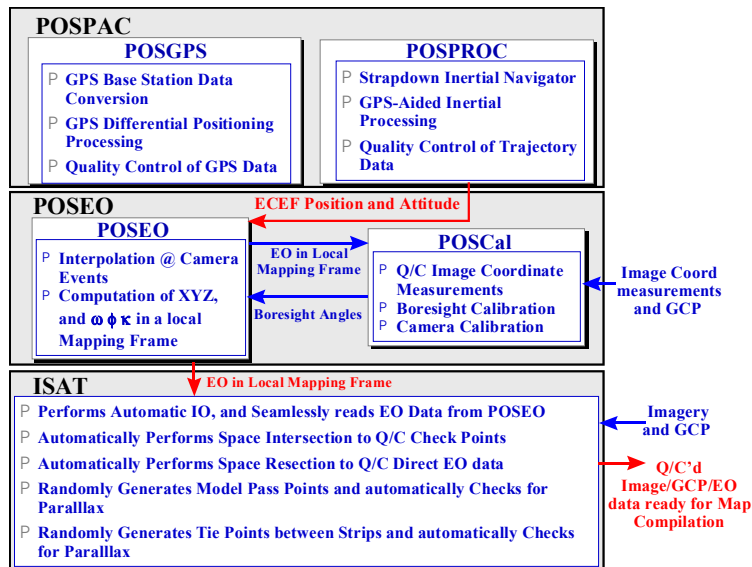 POSPAC
POSGPS
P GPS Base Station Data
Conversion
P GPS Differential Positioning
Processing
P Quality Control of GPS Data
POSPROC
P Strapdown Inertial Navigator
P GPS-Aided Inertial
Processing
P Quality Control of Trajectory
Data
ECEF Position and Attitude
POSEO
POSEO
P Interpolation @ Camera
Events
P Computation of XYZ,
and ω ϕ κ in a local
Mapping Frame
EO in Local
Mapping Frame
Boresight Angles
POSCal
P Q/C Image Coordinate
Measurements
P Boresight Calibration
P Camera Calibration
Image Coord
measurements
and GCP
EO in Local Mapping Frame
ISAT
P Performs Automatic IO, and Seamlessly reads EO Data from POSEO
P Automatically Performs Space Intersection to Q/C Check Points
P Automatically Performs Space Resection to Q/C Direct EO data
P Randomly Generates Model Pass Points and automatically Checks for
Paralllax
P Randomly Generates Tie Points between Strips and automatically Checks
for Paralllax
Imagery
and GCP
Q/C'd
Image/GCP/EO
data ready for Map
Compilation